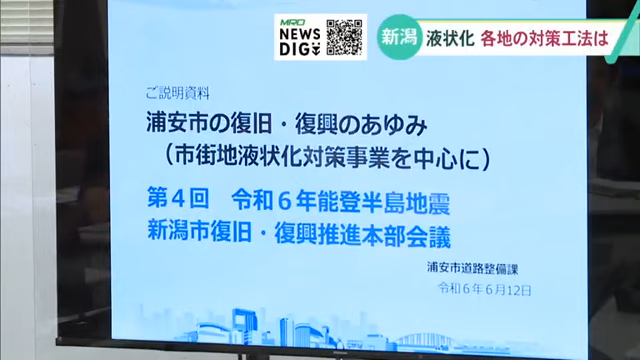 MRO
NEWS
DIG
新潟 液状化 各地の対策工法は
ご説明資料
浦安市の復旧・復興のあゆみ
（市街地液状化対策事業を中心に）
第４回 令和６年能登半島地震
新潟市復旧・復興推進本部会議
浦安市道路整備課
令和６年６月12日